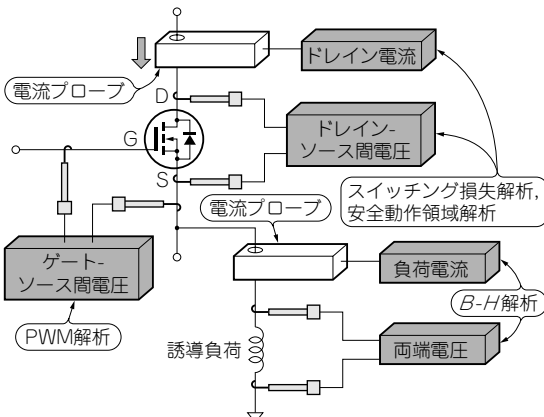 ドレイン電流
電流プローブ
D
G
ドレイン-
ソース間電圧
S
スイッチング損失解析,
安全動作領域解析
電流プローブ
ゲート-
ソース間電圧
負荷電流
B-H解析
PWM解析
誘導負荷
両端電圧